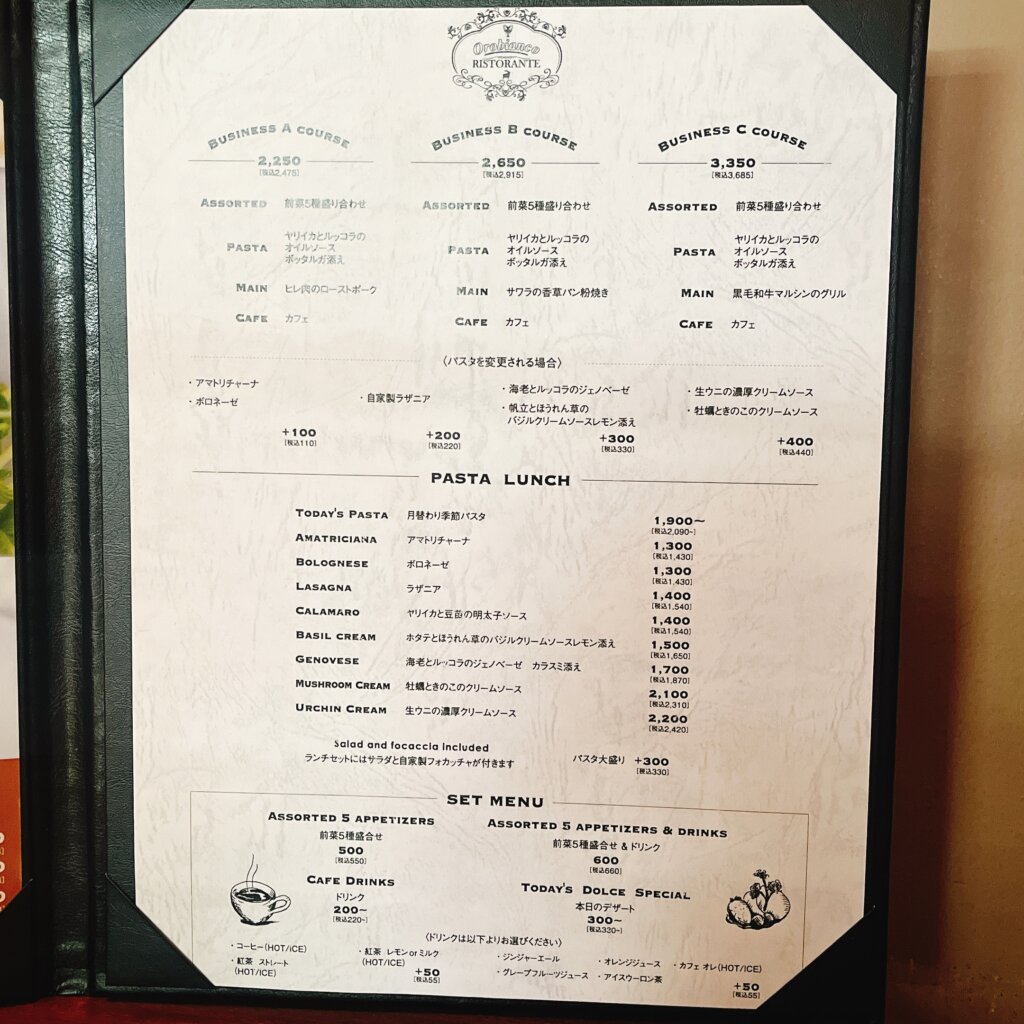 Orobianco
RISTORANTE
BUSINESS A COURSE
2,250
[税込2,475]
ASSORTED 前菜5種盛り合わせ
PASTA ヤリイカとルッコラの
オイルソース
ボッタルガ添え
MAIN ヒレ肉のローストポーク
CAFE カフェ
BUSINESS B COURSE
2,650
[税込2,915]
ASSORTED 前菜5種盛り合わせ
PASTA ヤリイカとルッコラの
オイルソース
ボッタルガ添え
MAIN サワラの香草パン粉焼き
CAFE カフェ
BUSINESS C COURSE
3,350
[税込3,685]
ASSORTED 前菜5種盛り合わせ
PASTA ヤリイカとルッコラの
オイルソース
ボッタルガ添え
MAIN 黒毛和牛マルシンのグリル
CAFE カフェ
〈パスタを変更される場合〉
・アマトリチャーナ
・ボロネーゼ
+100
[税込110]
・自家製ラザニア
+200
[税込220]
・海老とルッコラのジェノベーゼ
・帆立とほうれん草の
バジルクリームソースレモン添え
+300
[税込330]
・生ウニの濃厚クリームソース
・牡蠣ときのこのクリームソース
+400
[税込440]
PASTA LUNCH
TODAY'S PASTA 月替わり季節パスタ 1,900〜
[税込2,090~]
AMATRICIANA アマトリチャーナ 1,300
[税込1,430]
BOLOGNESE ボロネーゼ 1,300
[税込1,430]
LASAGNA ラザニア 1,400
[税込1,540]
CALAMARO ヤリイカと豆苗の明太子ソース 1,400
[税込1,540]
BASIL CREAM ホタテとほうれん草のバジルクリームソースレモン添え 1,500
[税込1,650]
GENOVESE 海老とルッコラのジェノベーゼ カラスミ添え 1,700
[税込1,870]
MUSHROOM CREAM 牡蠣ときのこのクリームソース 2,100
[税込2,310]
URCHIN CREAM 生ウニの濃厚クリームソース 2,200
[税込2,420]
Salad and focaccia included
ランチセットにはサラダと自家製フォカッチャが付きます
パスタ大盛り +300
[税込330]
SET MENU
ASSORTED 5 APPETIZERS
前菜5種盛合せ
500
[税込550]
ASSORTED 5 APPETIZERS & DRINKS
前菜5種盛合せ & ドリンク
600
[税込660]
CAFE DRINKS
ドリンク
200~
[税込220~]
TODAY'S DOLCE SPECIAL
本日のデザート
300~
[税込330~]
〈ドリンクは以下よりお選びください〉
・コーヒー(HOT/ICE)
・紅茶 ストレート
(HOT/ICE)
・紅茶 レモン or ミルク
(HOT/ICE)
+50
[税込55]
・ジンジャーエール
・グレープフルーツジュース
・オレンジジュース
・アイスウーロン茶
・カフェ オレ(HOT/ICE)
+50
[税込55]